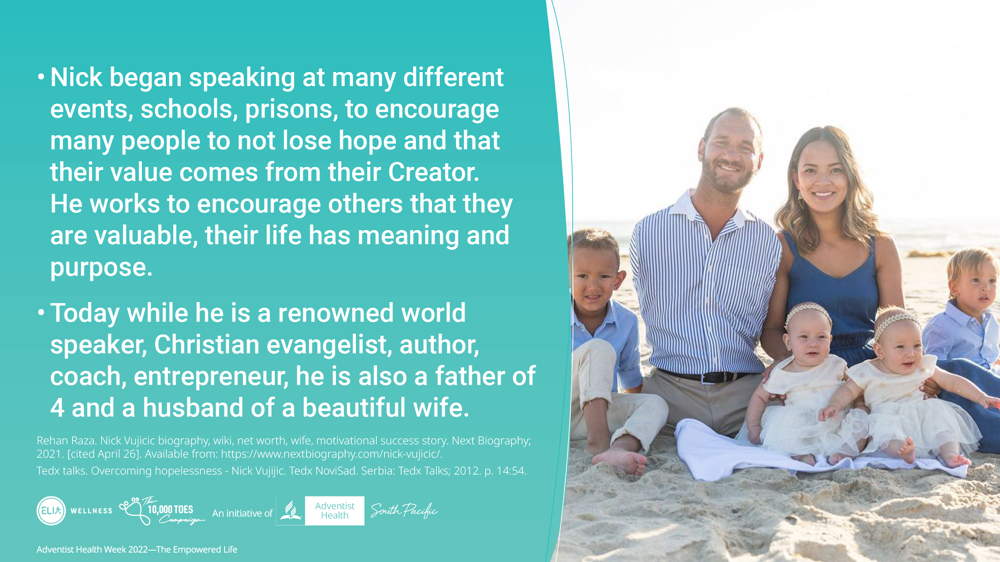 • Nick began speaking at many different
events, schools, prisons, to encourage
many people to not lose hope and that
their value comes from their Creator.
He works to encourage others that they
are valuable, their life has meaning and
purpose.
• Today while he is a renowned world
speaker, Christian evangelist, author,
coach, entrepreneur, he is also a father of
4 and a husband of a beautiful wife.
Rehan Raza. Nick Vujicic biography, wiki, net worth, wife, motivational success story. Next Biography;
2021. [cited April 26]. Available from: https://www.nextbiography.com/nick-vujicic/.
Tedx talks. Overcoming hopelessness - Nick Vujijic. Tedx NoviSad. Serbia: Tedx Talks; 2012. p. 14:54.
ELIA WELLNESS
The
10,000 TOES
Campaign
An initiative of
Adventist
Health
South Pacific
Adventist Health Week 2022—The Empowered Life